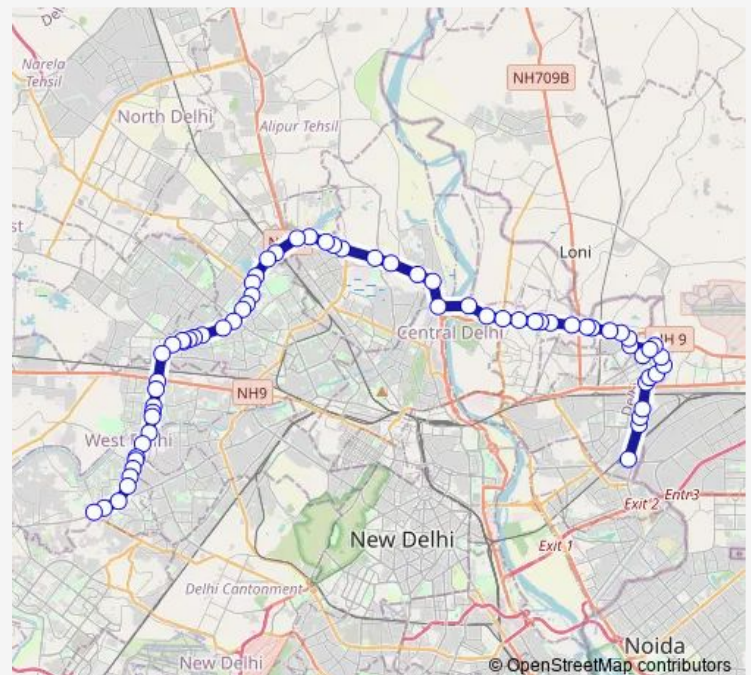 Narela
Tehsil
North Delhi
Alipur Tehsil
NH709B
Loni
Central Delhi
NH 9
NH9
West Delhi
New Delhi
Exit 2
Entr3
Exit 1
Delhi Cantonment
New Delhi
Noida
© OpenStreetMap contributors